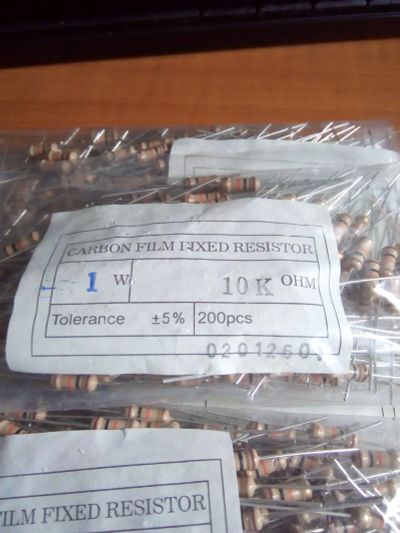 CARBON FILM FIXED RESISTOR
1 W 10K OHM
Tolerance ±5% 200pcs
0201260
FILM FIXED RESISTOR